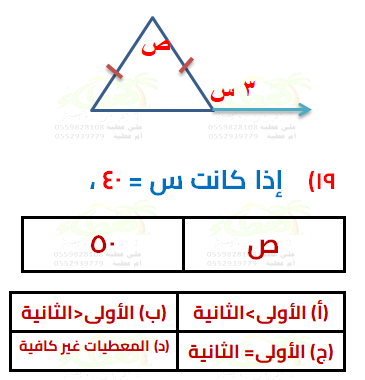 ص
٣ س
١٩) إذا كانت س = ٤٠ ،
ص ٥٠
(أ) الأولى>الثانية (ب) الأولى<الثانية
(ج) الأولى= الثانية (د) المعطيات غير كافية